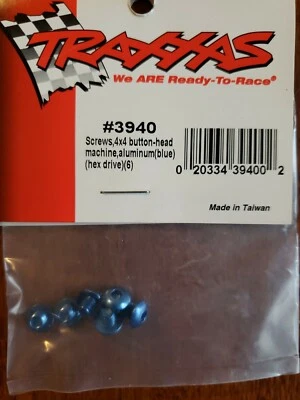 TRAXXAS
We ARE Ready-To-Race®
#3940
Screws,4x4 button-head
machine,aluminum(blue)
(hex drive)(6)
0 20334 39400 2
Made in Taiwan